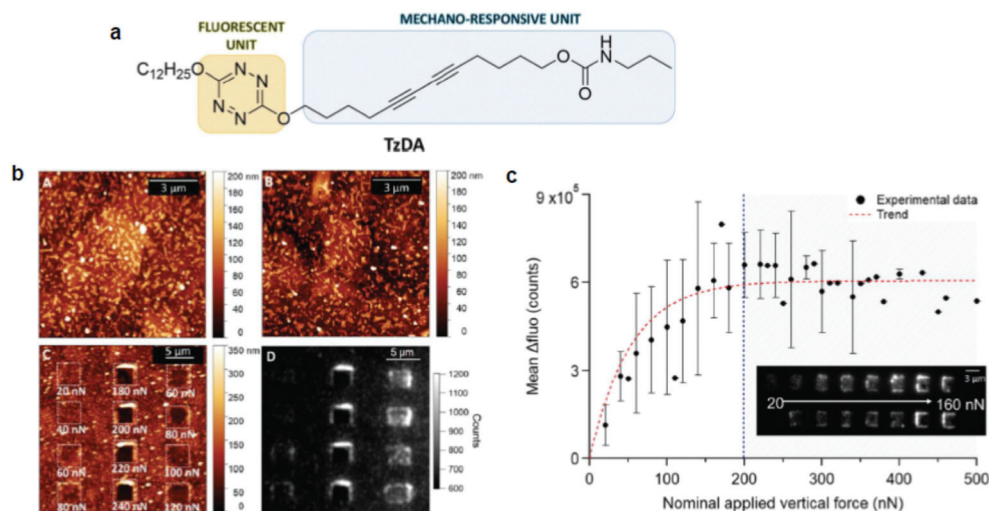 a
FLUORESCENT
UNIT
MECHANO-RESPONSIVE UNIT
C12H25O
N
N
N
N
O
O
H
N
O
TzDA
b
A
3 µm
200 nm
180
160
140
120
100
80
60
40
20
0
B
3 µm
200 nm
180
160
140
120
100
80
60
40
20
0
C
5 µm
20 nN
180 nN
60 nN
40 nN
200 nN
80 nN
60 nN
220 nN
100 nN
80 nN
240 nN
120 nN
350 nm
300
250
200
150
100
50
0
D
5 µm
1200
1100
1000
900
800
700
600
Counts
c
9 x10^5
6
3
0
Mean Δfluo (counts)
Experimental data
Trend
3 µm
20
160 nN
0
100
200
300
400
500
Nominal applied vertical force (nN)